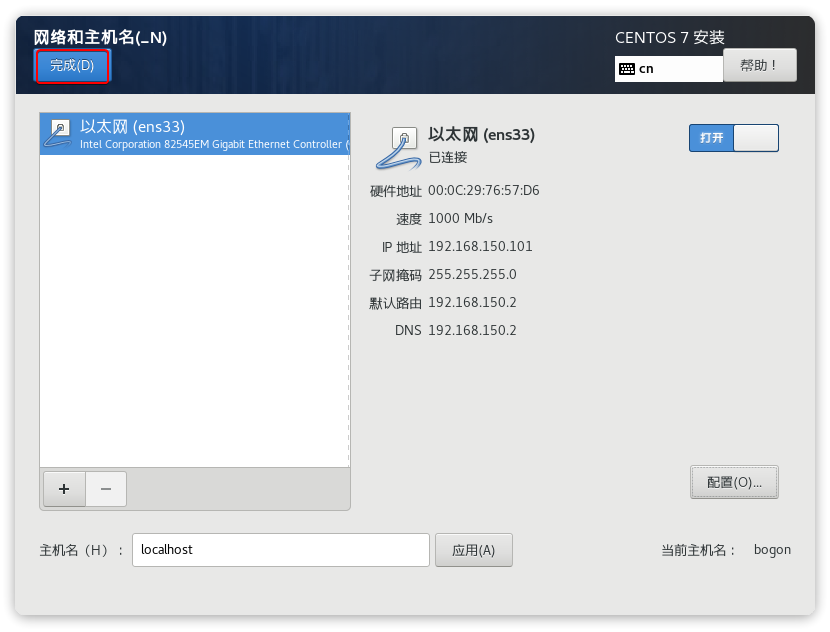 网络和主机名(_N)
CENTOS 7 安装
完成(D)
cn
帮助！
以太网 (ens33)
Intel Corporation 82545EM Gigabit Ethernet Controller (
以太网 (ens33)
已连接
打开
硬件地址 00:0C:29:76:57:D6
速度 1000 Mb/s
IP 地址 192.168.150.101
子网掩码 255.255.255.0
默认路由 192.168.150.2
DNS 192.168.150.2
+ −
配置(O)...
主机名（H）： localhost 应用(A) 当前主机名： bogon